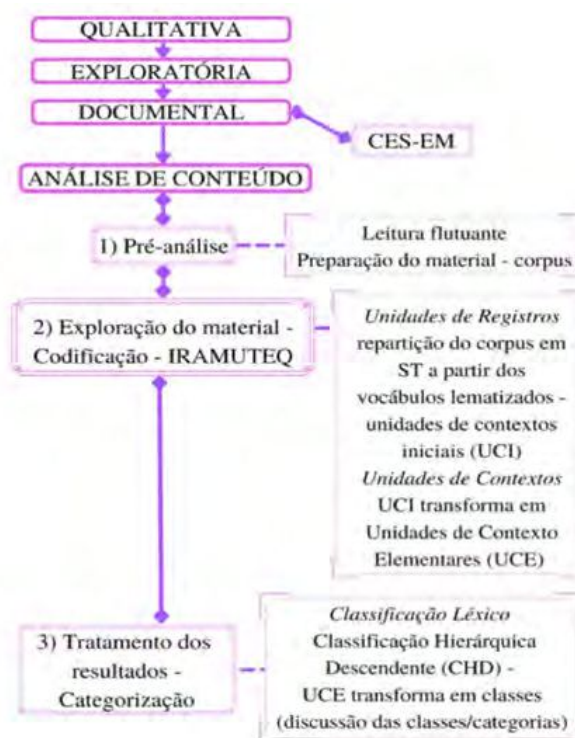 QUALITATIVA
EXPLORATÓRIA
DOCUMENTAL
CES-EM
ANÁLISE DE CONTEÚDO
1) Pré-análise
Leitura flutuante
Preparação do material - corpus
2) Exploração do material -
Codificação - IRAMUTEQ
Unidades de Registros
repartição do corpus em
ST a partir dos
vocábulos lematizados -
unidades de contextos
iniciais (UCI)
Unidades de Contextos
UCI transforma em
Unidades de Contexto
Elementares (UCE)
3) Tratamento dos
resultados -
Categorização
Classificação Léxico
Classificação Hierárquica
Descendente (CHD) -
UCE transforma em classes
(discussão das classes/categorias)